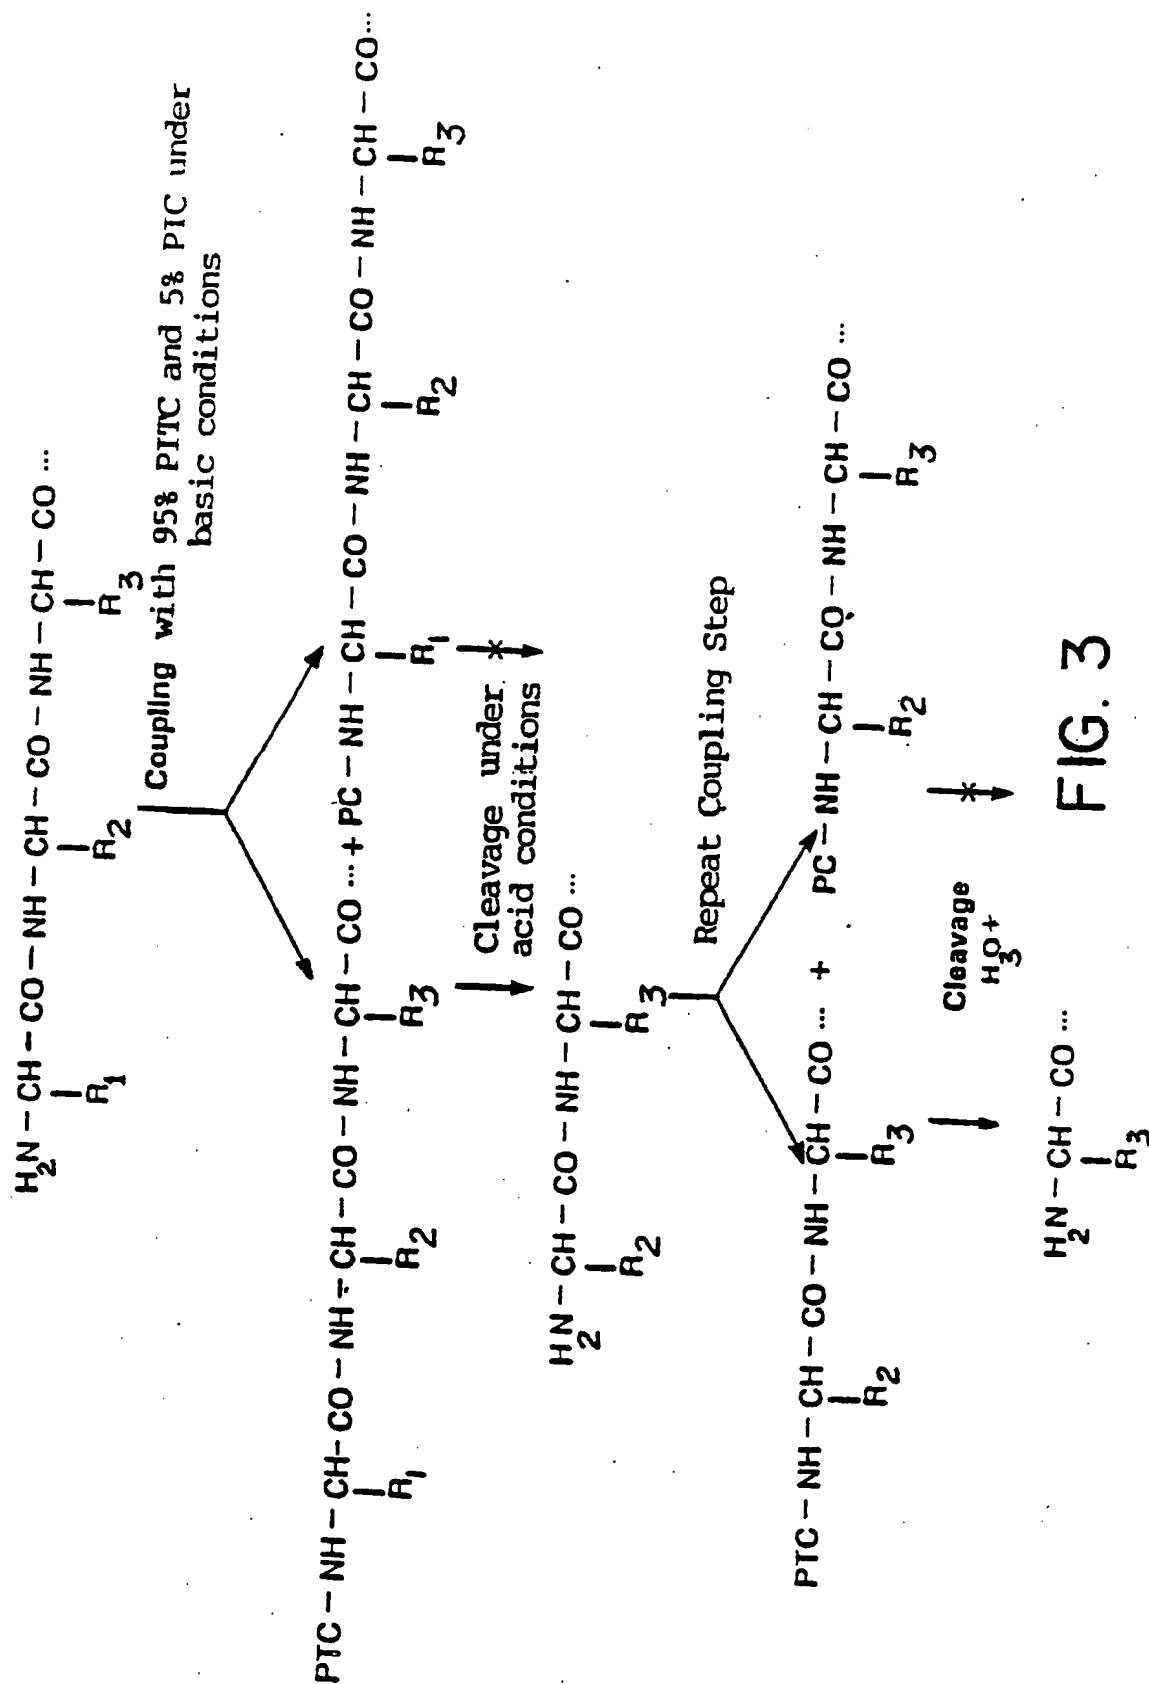 H2N – CH – CO – NH – CH – CO – NH – CH – CO ...
R1 R2 R3
Coupling with 95% PITC and 5% PIC under
basic conditions
PTC – NH – CH – CO – NH – CH – CO – NH – CH – CO ... + PC – NH – CH – CO – NH – CH – CO – NH – CH – CO ...
R1 R2 R3 R1 R2 R3
Cleavage under
acid conditions
H2N – CH – CO – NH – CH – CO ...
R2 R3
Repeat Coupling Step
PTC – NH – CH – CO – NH – CH – CO ... + PC – NH – CH – CO – NH – CH – CO ...
R2 R3 R2 R3
Cleavage
H3O+
H2N – CH – CO ...
R3
FIG. 3